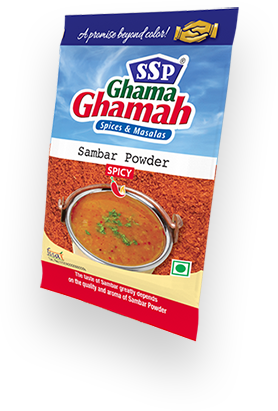 A promise beyond color!
SSP
Ghama
Ghamah
Spices & Masalas
Sambar Powder
SPICY
The taste of Sambar greatly depends
on the quality and aroma of Sambar Powder